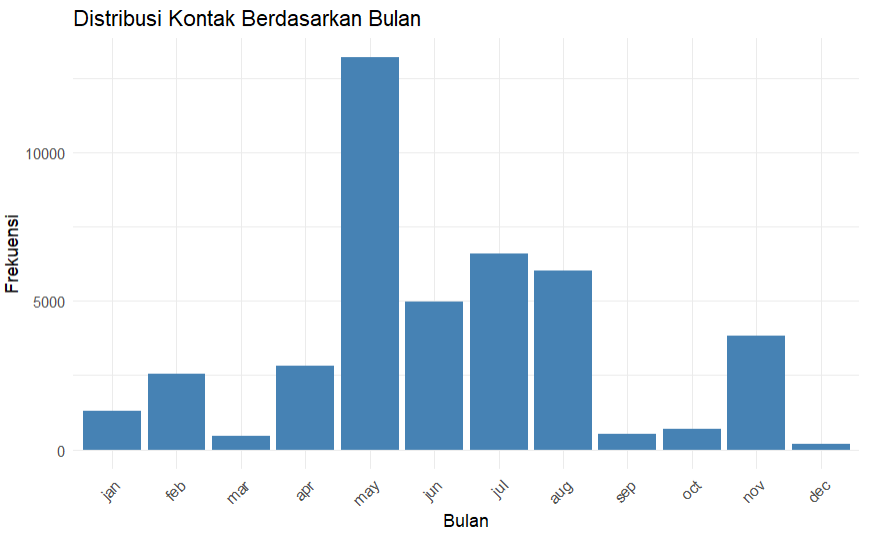 Distribusi Kontak Berdasarkan Bulan
Frekuensi
10000
5000
0
jan feb mar apr may jun jul aug sep oct nov dec
Bulan